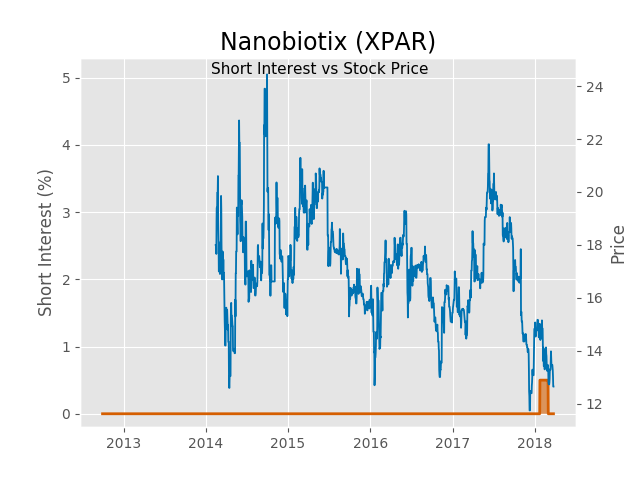 Nanobiotix (XPAR)
Short Interest vs Stock Price
Short Interest (%)
5
4
3
2
1
0
24
22
20
18
16
14
12
Price
2013 2014 2015 2016 2017 2018